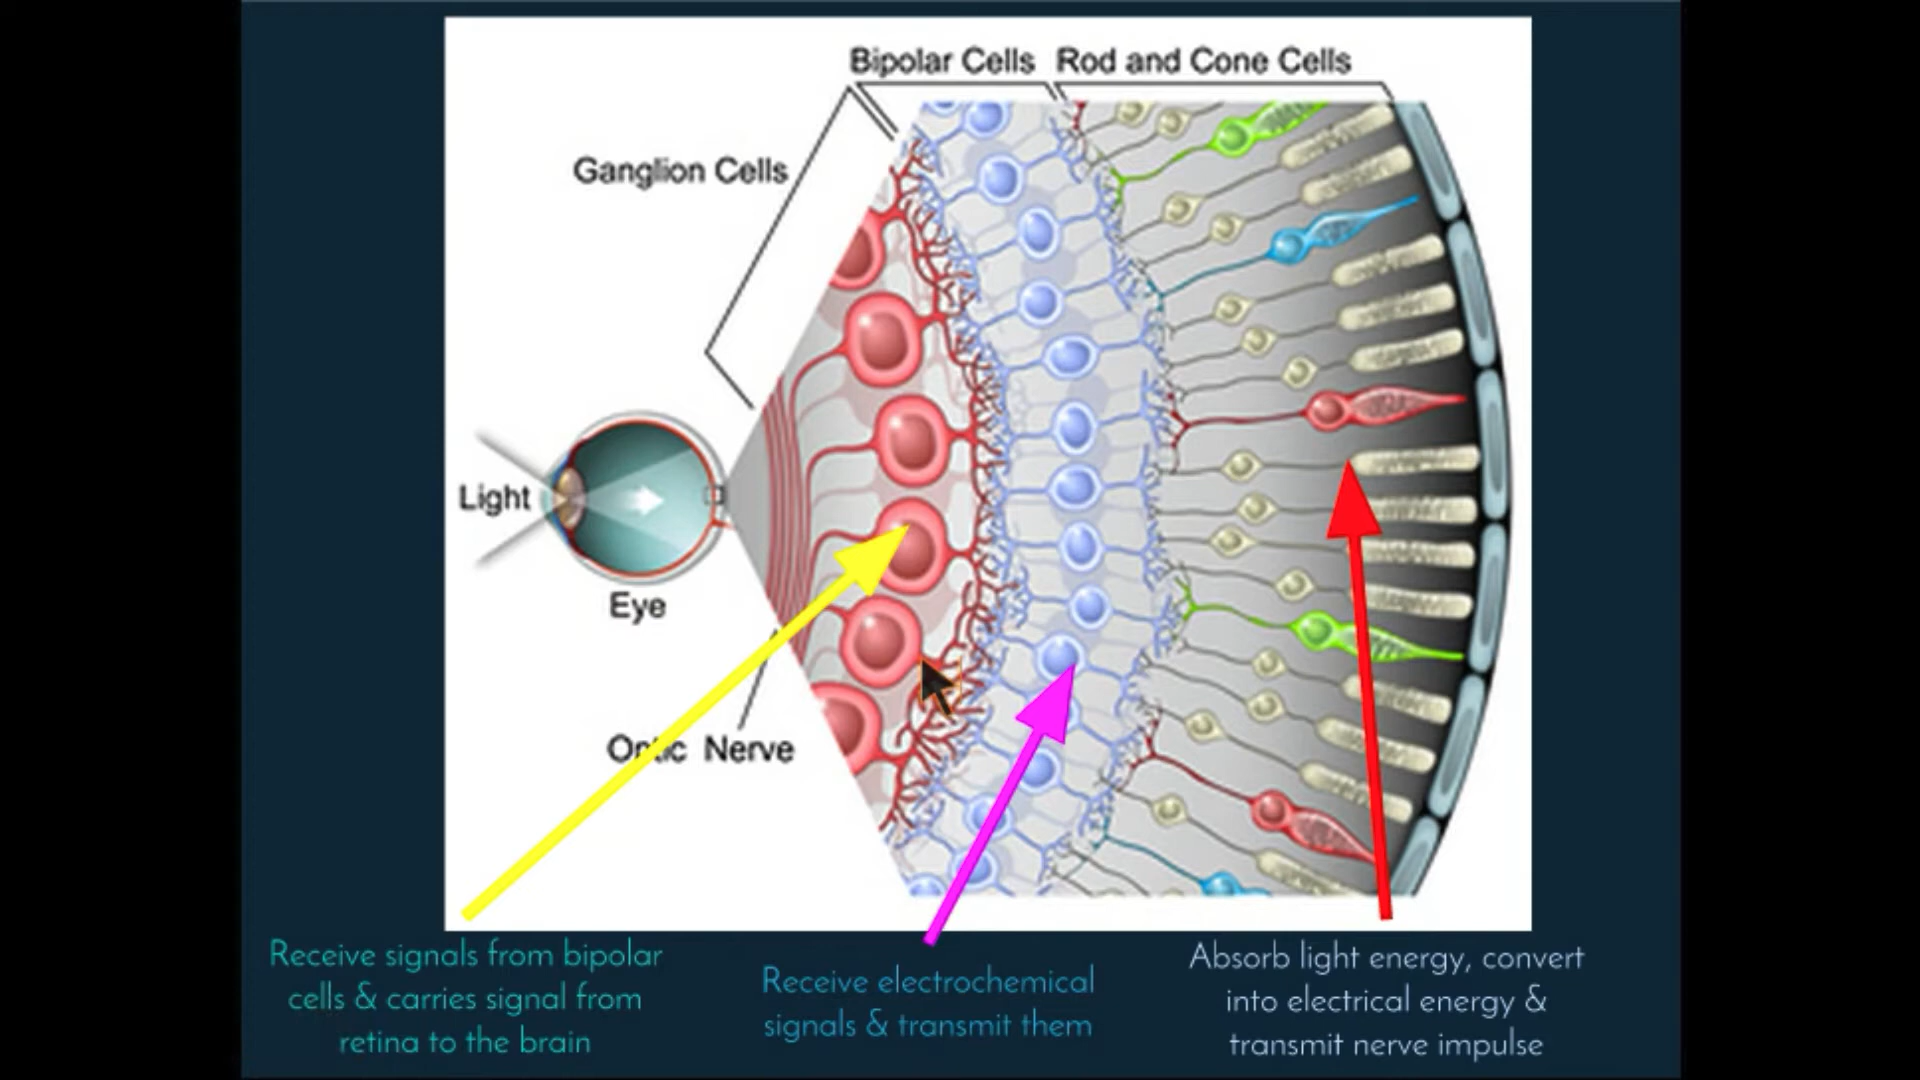 Bipolar Cells
Rod and Cone Cells
Ganglion Cells
Light
Eye
Optic Nerve
Receive signals from bipolar
cells & carries signal from
retina to the brain
Receive electrochemical
signals & transmit them
Absorb light energy, convert
into electrical energy &
transmit nerve impulse